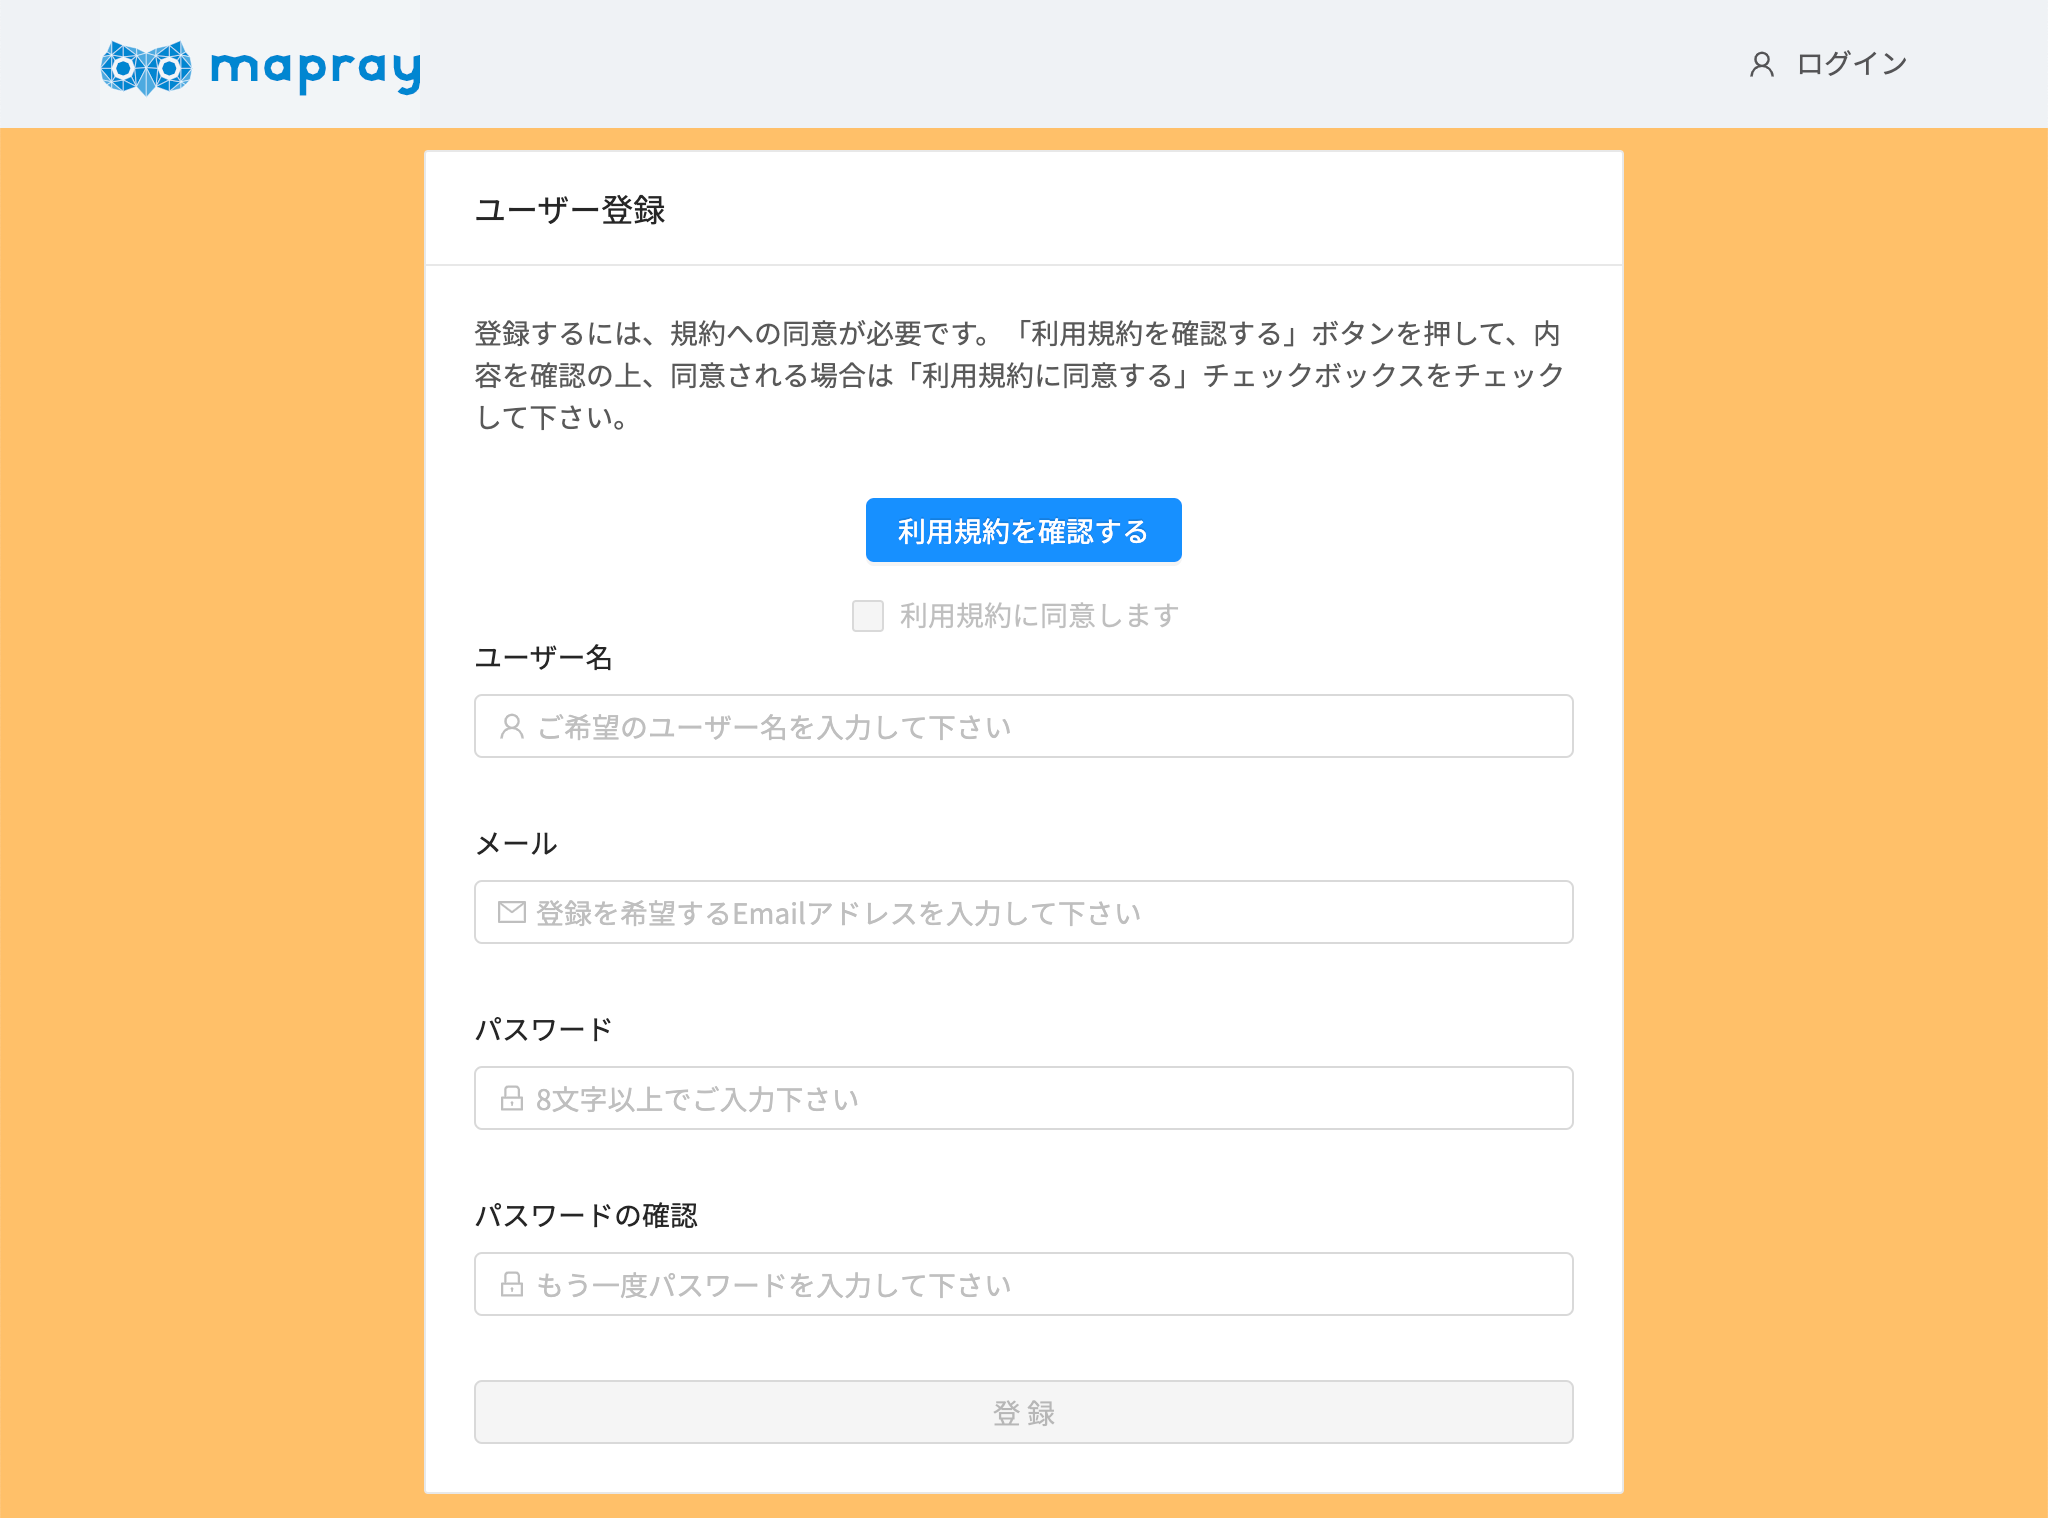 mapray
ログイン
ユーザー登録
登録するには、規約への同意が必要です。「利用規約を確認する」ボタンを押して、内
容を確認の上、同意される場合は「利用規約に同意する」チェックボックスをチェック
して下さい。
利用規約を確認する
利用規約に同意します
ユーザー名
ご希望のユーザー名を入力して下さい
メール
登録を希望するEmailアドレスを入力して下さい
パスワード
8文字以上でご入力下さい
パスワードの確認
もう一度パスワードを入力して下さい
登 録